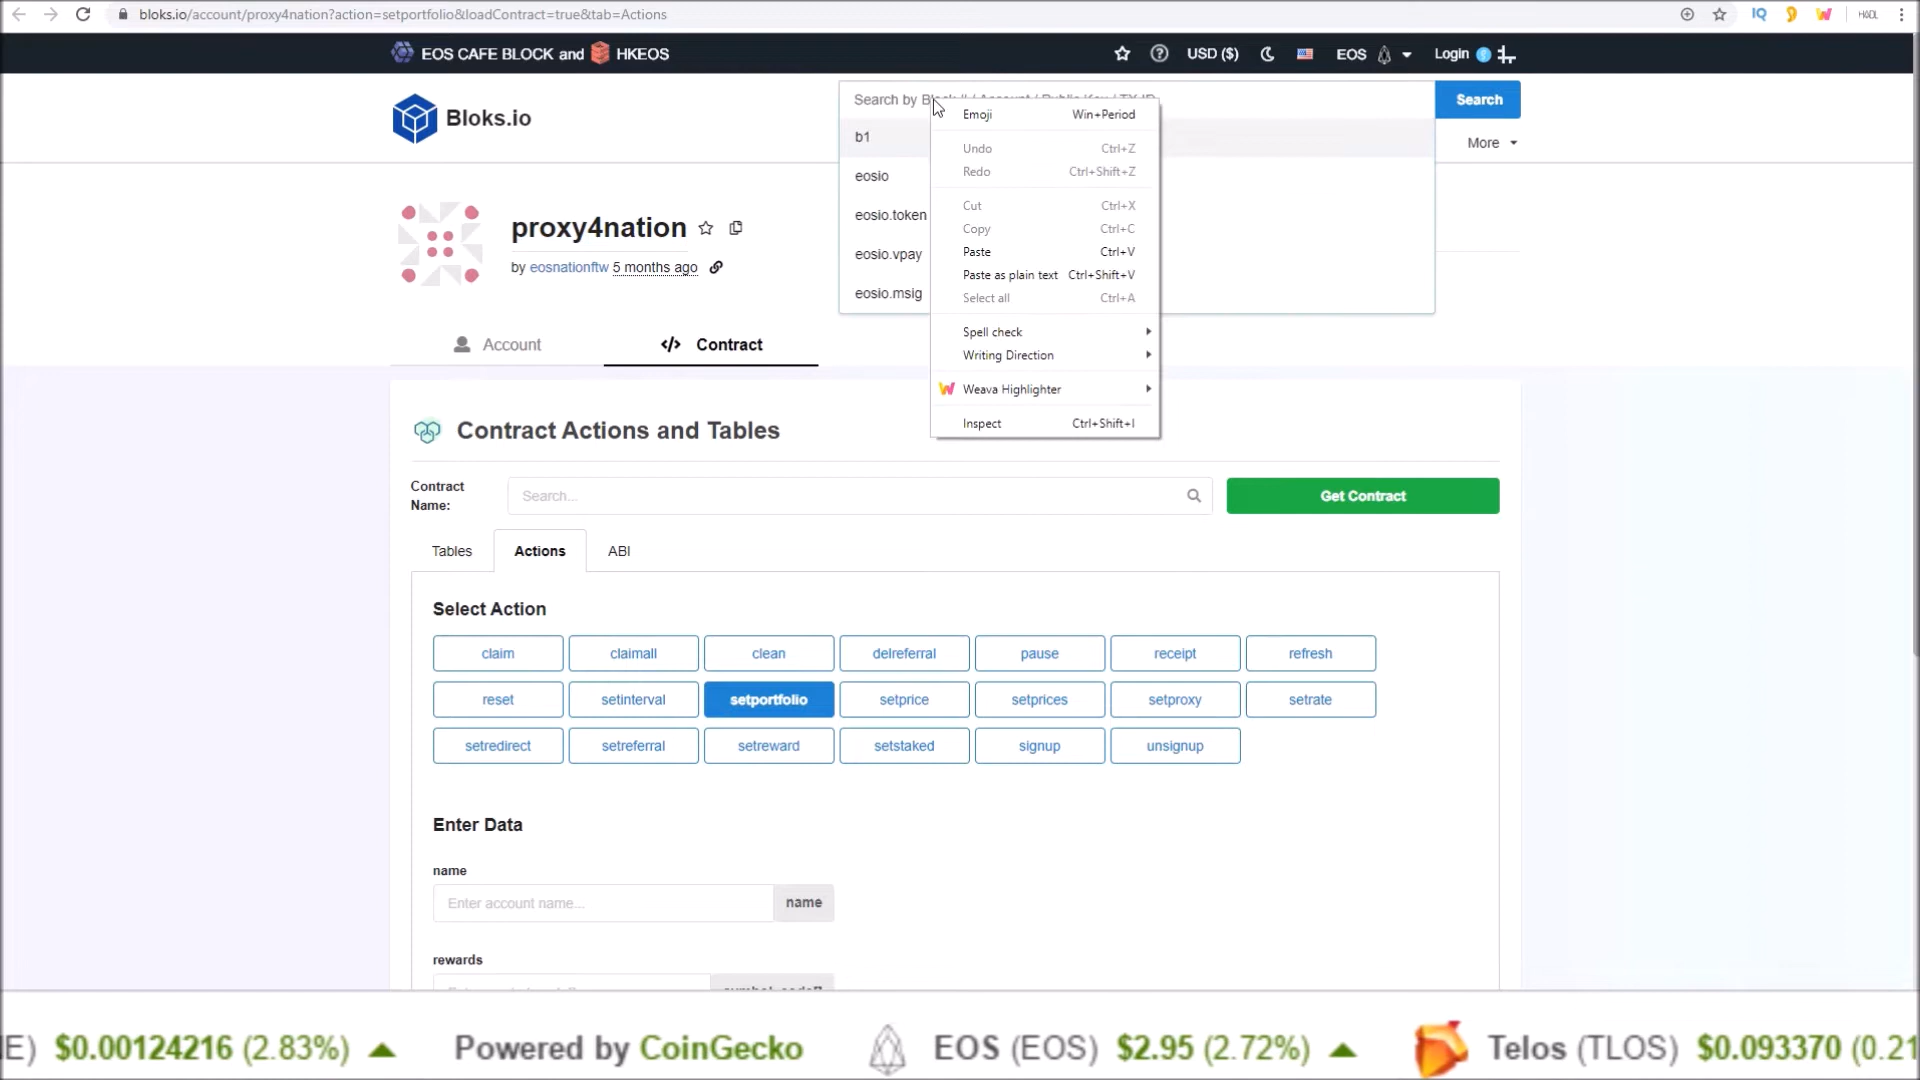 bloks.io/account/proxy4nation?action=setportfolio&loadContract=true&tab=Actions
IQ
EOS CAFE BLOCK and HKEOS
USD ($)
EOS
Login
Bloks.io
Search by
Search
More
b1
eosio
eosio.token
eosio.vpay
eosio.msig
Emoji Win+Period
Undo Ctrl+Z
Redo Ctrl+Shift+Z
Cut Ctrl+X
Copy Ctrl+C
Paste Ctrl+V
Paste as plain text Ctrl+Shift+V
Select all Ctrl+A
Spell check
Writing Direction
Weava Highlighter
Inspect Ctrl+Shift+I
proxy4nation
by eosnationftw 5 months ago
Account
Contract
Contract Actions and Tables
Contract
Name:
Search...
Get Contract
Tables Actions ABI
Select Action
claim claimall clean delreferral pause receipt refresh
reset setinterval setportfolio setprice setprices setproxy setrate
setredirect setreferral setreward setstaked signup unsignup
Enter Data
name
Enter account name... name
rewards
E) $0.00124216 (2.83%) Powered by CoinGecko EOS (EOS) $2.95 (2.72%) Telos (TLOS) $0.093370 (0.21